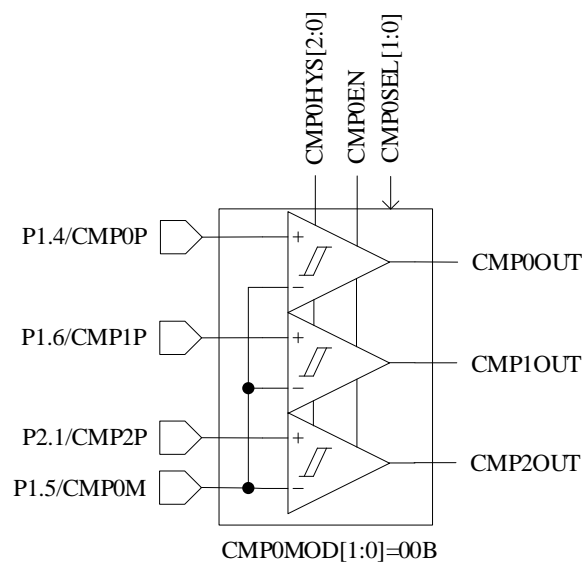 CMP0HYS[2:0]
CMP0EN
CMP0SEL[1:0]
P1.4/CMP0P
+
−
CMP0OUT
P1.6/CMP1P
+
−
CMP1OUT
P2.1/CMP2P
+
P1.5/CMP0M
−
CMP2OUT
CMP0MOD[1:0]=00B